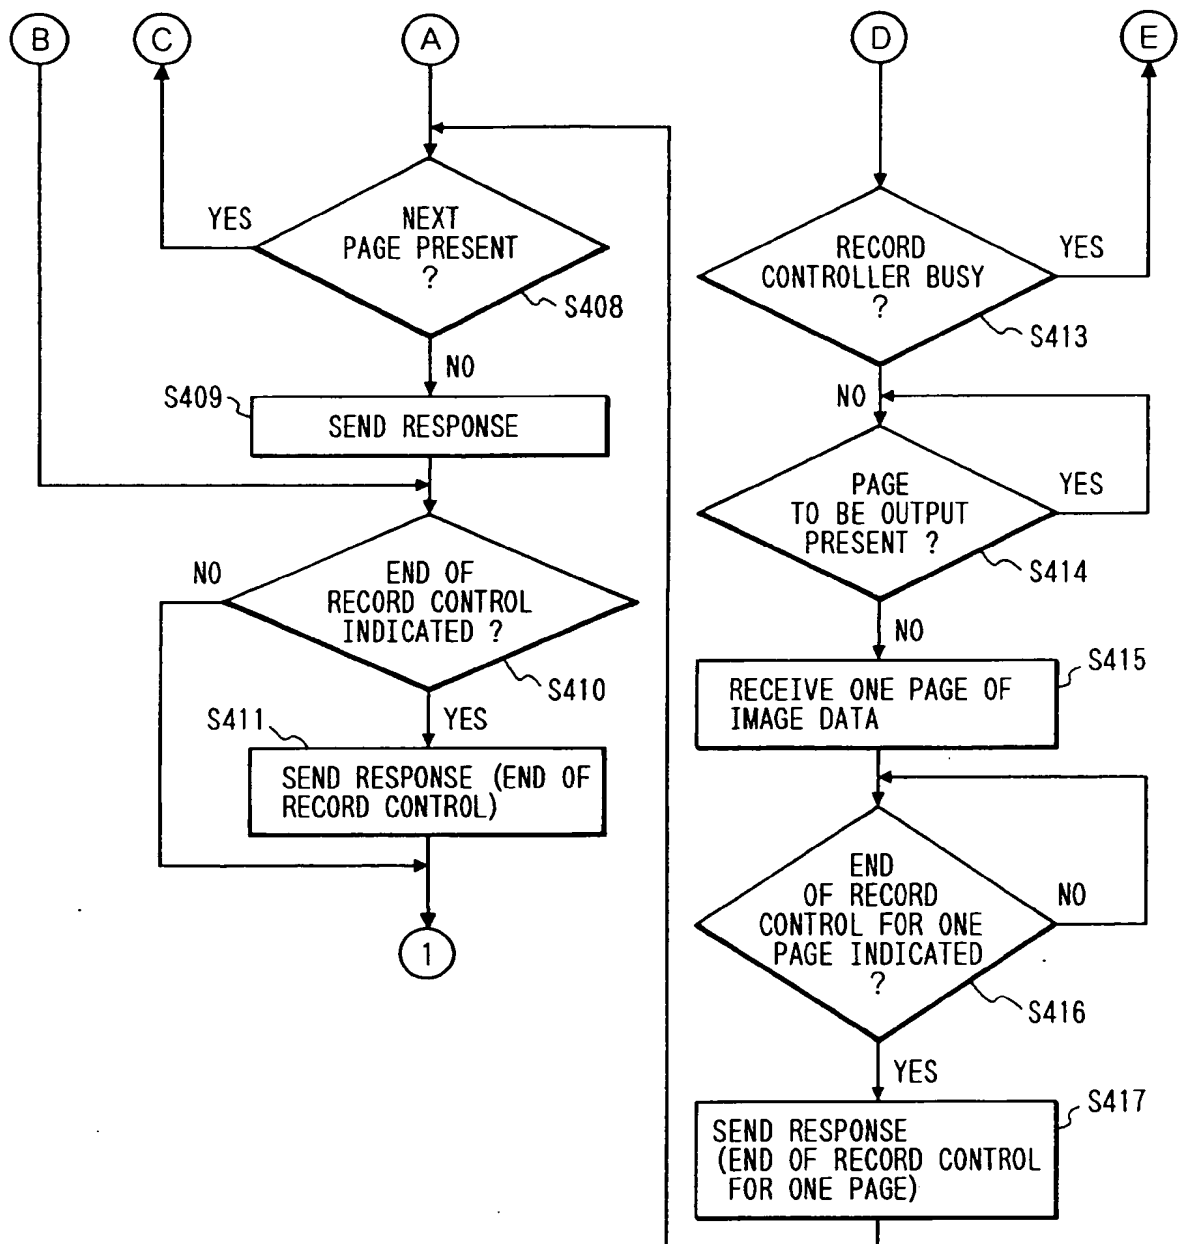 B
C
A
D
E
YES
NEXT
PAGE PRESENT
?
S408
NO
S409
SEND RESPONSE
NO
END OF
RECORD CONTROL
INDICATED ?
S410
YES
S411
SEND RESPONSE (END OF
RECORD CONTROL)
1
RECORD
CONTROLLER BUSY
?
YES
S413
NO
PAGE
TO BE OUTPUT
PRESENT ?
YES
S414
NO
S415
RECEIVE ONE PAGE OF
IMAGE DATA
END
OF RECORD
CONTROL FOR ONE
PAGE INDICATED
?
NO
S416
YES
S417
SEND RESPONSE
(END OF RECORD CONTROL
FOR ONE PAGE)